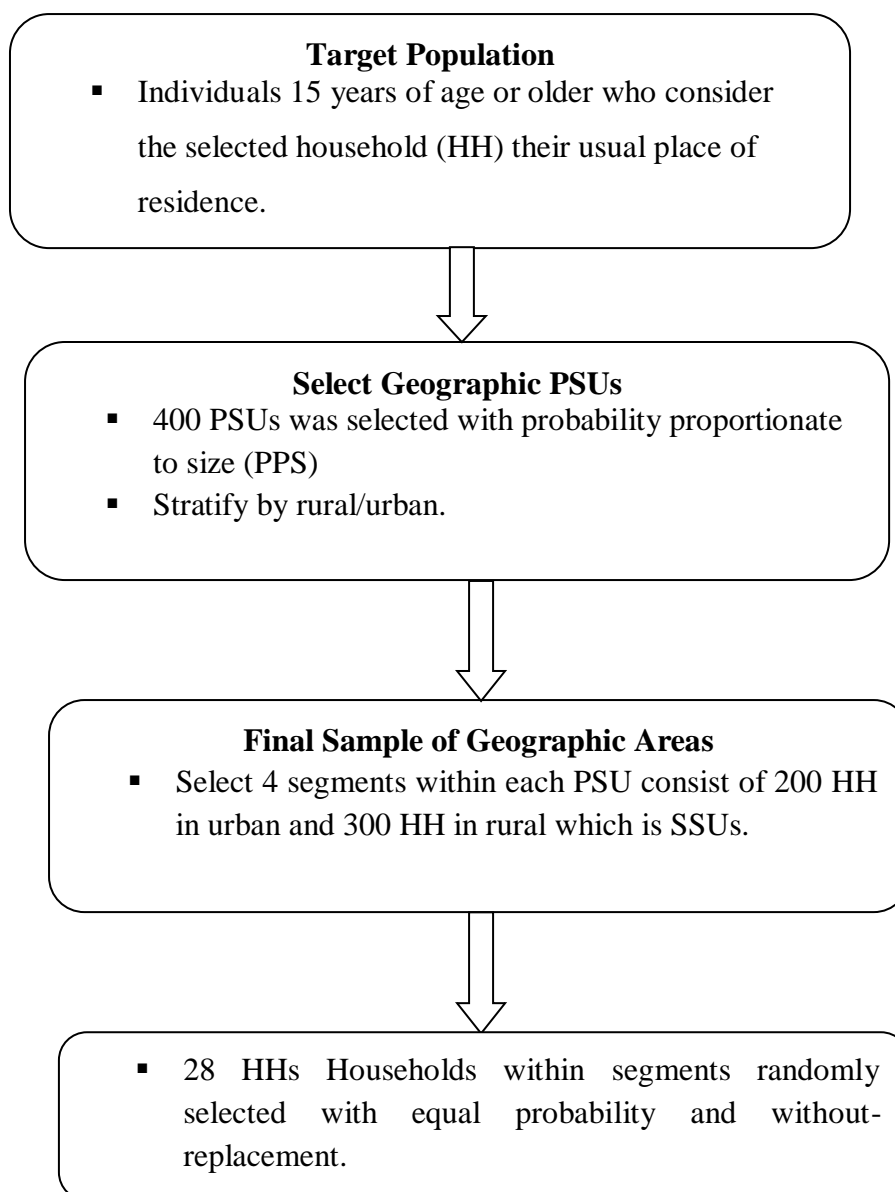 Target Population
▪ Individuals 15 years of age or older who consider
the selected household (HH) their usual place of
residence.
Select Geographic PSUs
▪ 400 PSUs was selected with probability proportionate
to size (PPS)
▪ Stratify by rural/urban.
Final Sample of Geographic Areas
▪ Select 4 segments within each PSU consist of 200 HH
in urban and 300 HH in rural which is SSUs.
▪ 28 HHs Households within segments randomly
selected with equal probability and without-
replacement.